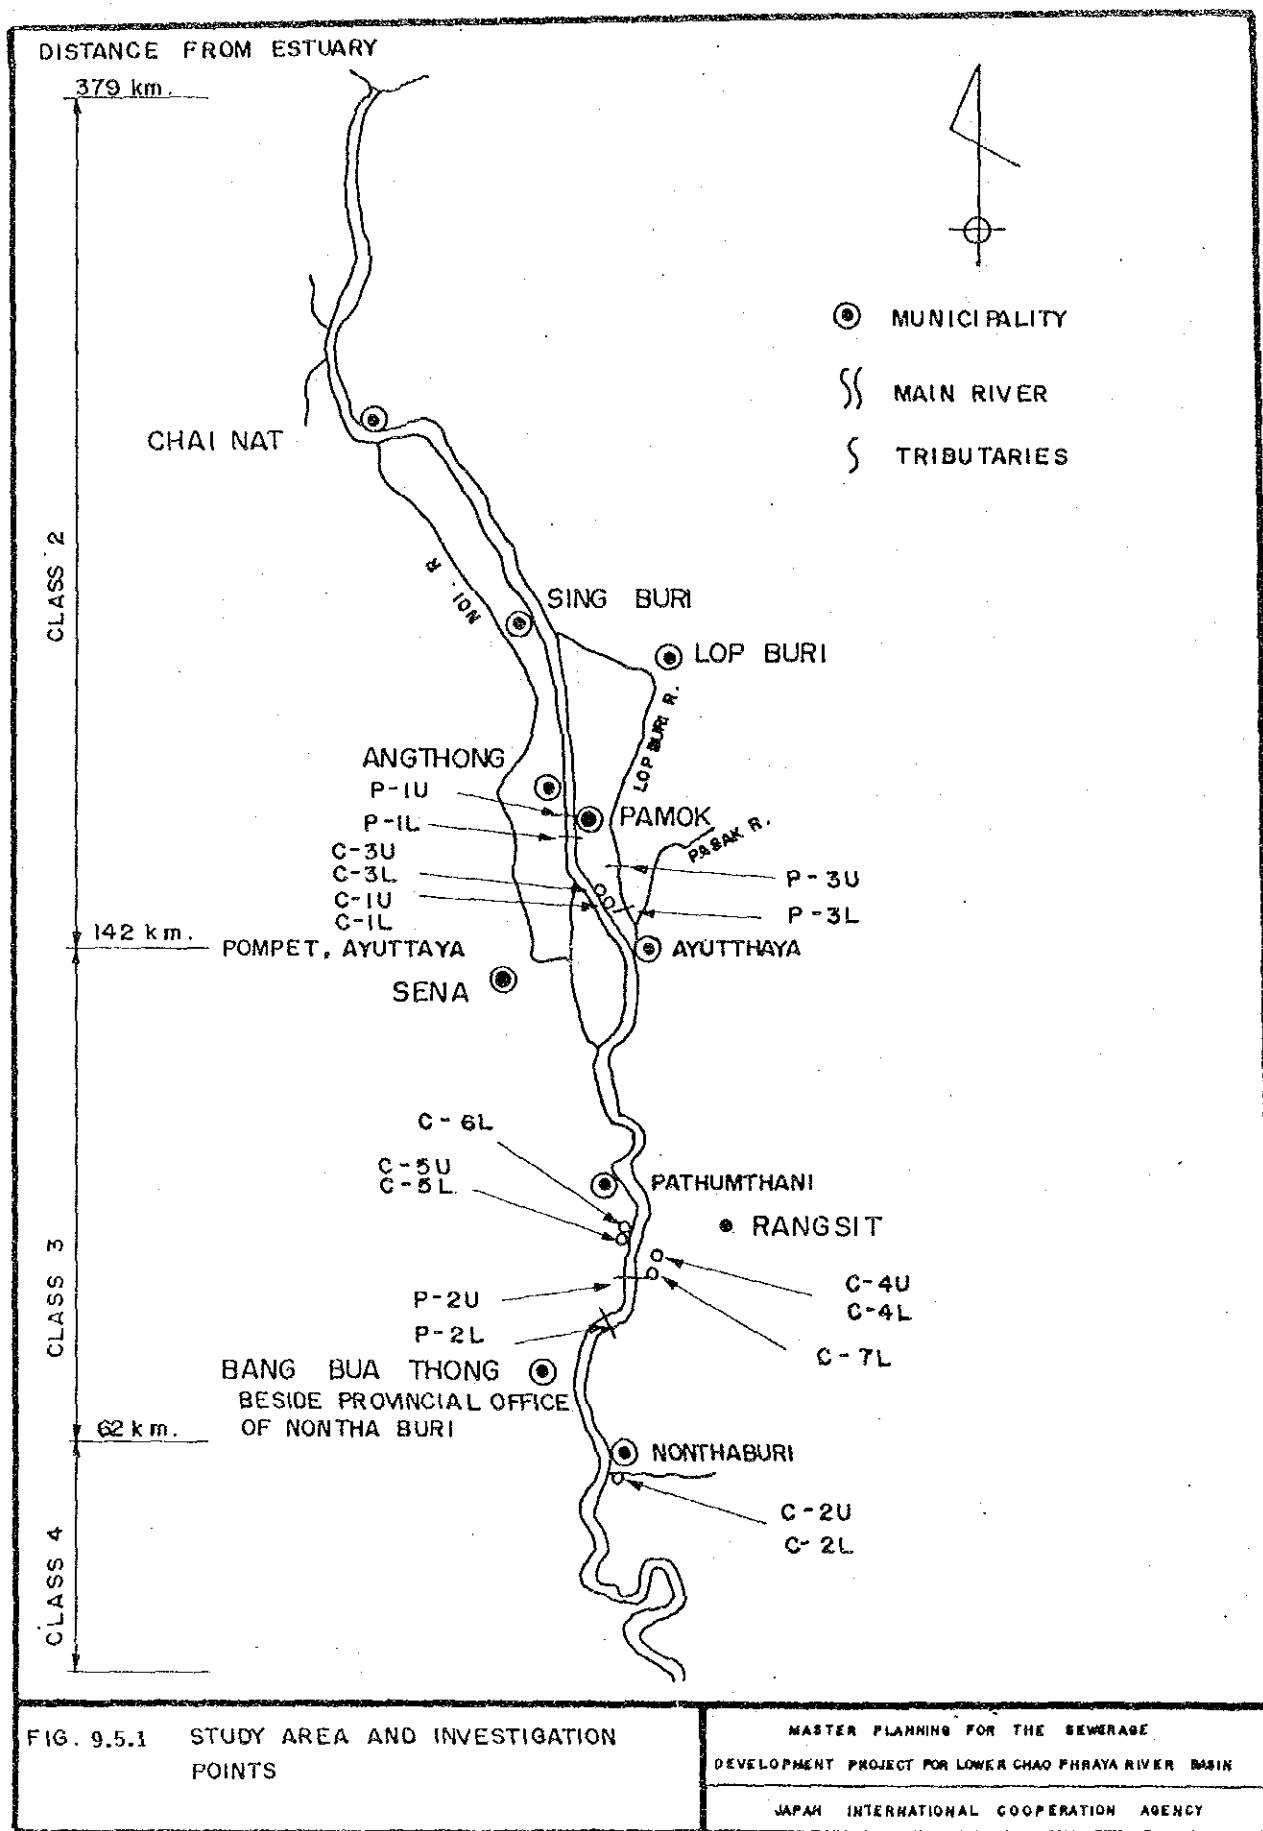 DISTANCE FROM ESTUARY
379 km.
MUNICIPALITY
MAIN RIVER
TRIBUTARIES
CHAI NAT
CLASS 2
NOI. R
SING BURI
LOP BURI
LOP BURI R.
ANGTHONG
P-1U
PAMOK
P-1L
PASAK R.
C-3U
C-3L
P-3U
C-1U
C-1L
P-3L
142 km.
POMPET, AYUTTAYA
AYUTTHAYA
SENA
C-6L
C-5U
C-5L
PATHUMTHANI
RANGSIT
CLASS 3
C-4U
C-4L
P-2U
P-2L
C-7L
BANG BUA THONG
BESIDE PROVINCIAL OFFICE
OF NONTHA BURI
62 km.
NONTHABURI
C-2U
C-2L
CLASS 4
FIG. 9.5.1 STUDY AREA AND INVESTIGATION
POINTS
MASTER PLANNING FOR THE SEWERAGE
DEVELOPMENT PROJECT FOR LOWER CHAO PHRAYA RIVER BASIN
JAPAN INTERNATIONAL COOPERATION AGENCY